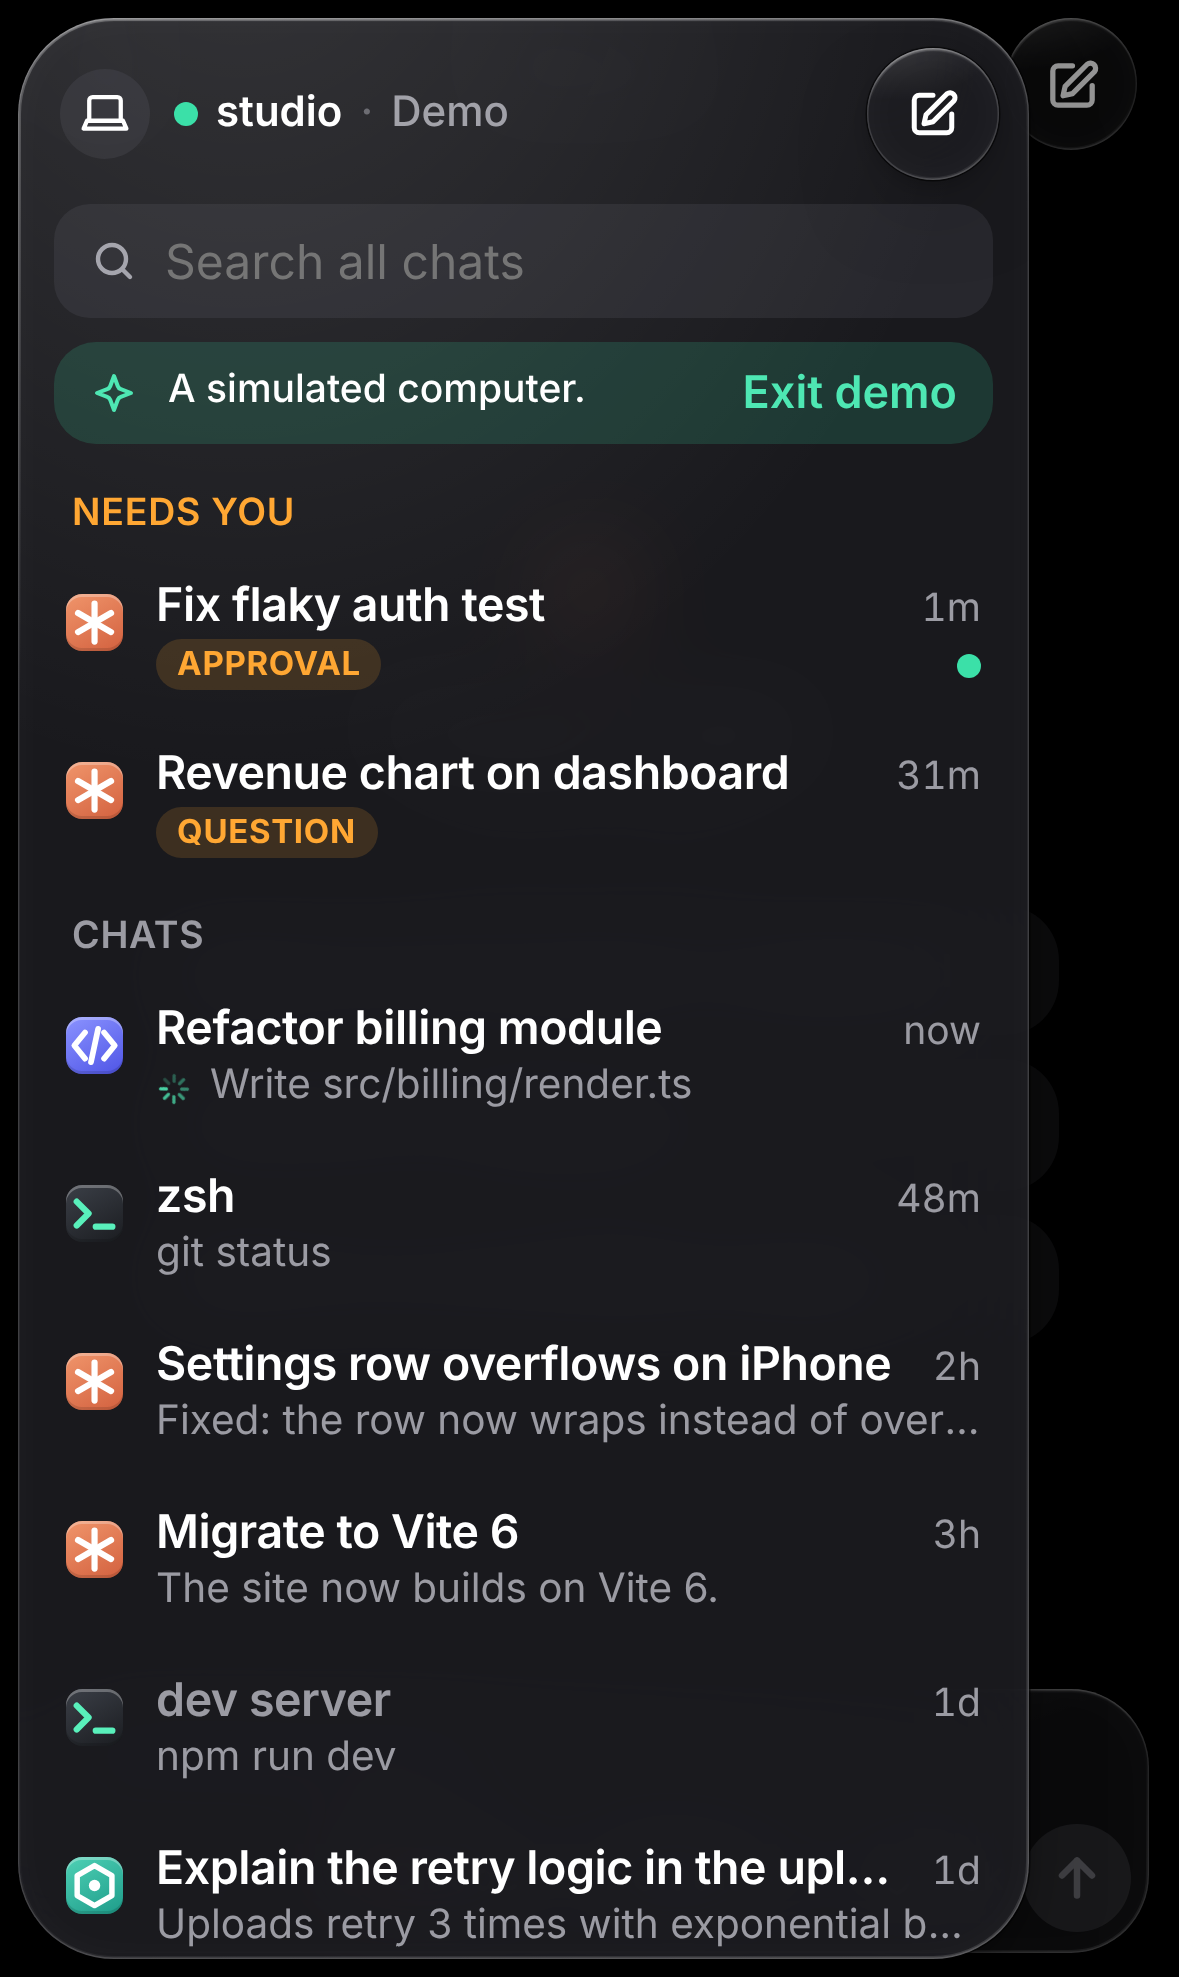 studio · Demo
Search all chats
A simulated computer. Exit demo
NEEDS YOU
Fix flaky auth test 1m
APPROVAL
Revenue chart on dashboard 31m
QUESTION
CHATS
Refactor billing module now
Write src/billing/render.ts
zsh 48m
git status
Settings row overflows on iPhone 2h
Fixed: the row now wraps instead of over...
Migrate to Vite 6 3h
The site now builds on Vite 6.
dev server 1d
npm run dev
Explain the retry logic in the upl... 1d
Uploads retry 3 times with exponential b...